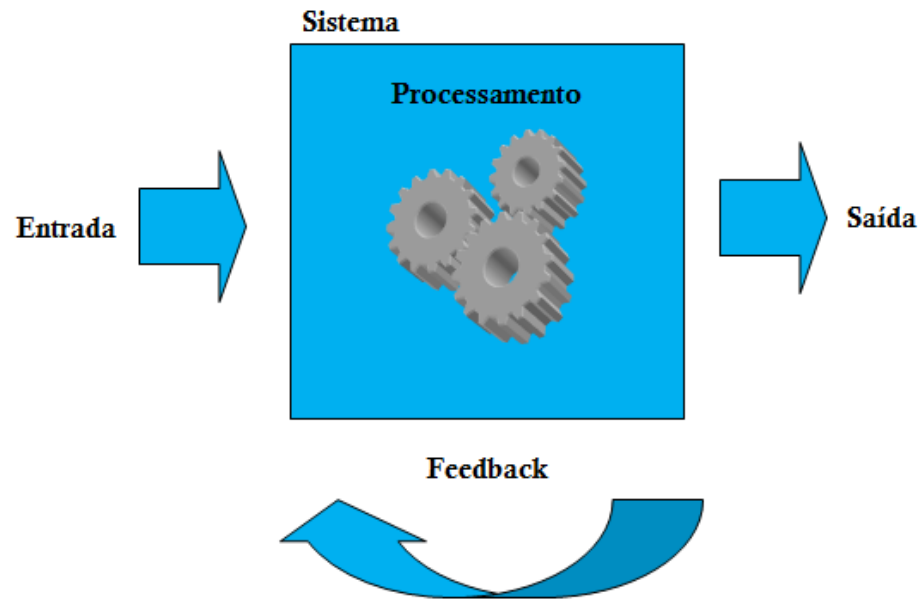 Sistema
Processamento
Entrada
Saída
Feedback